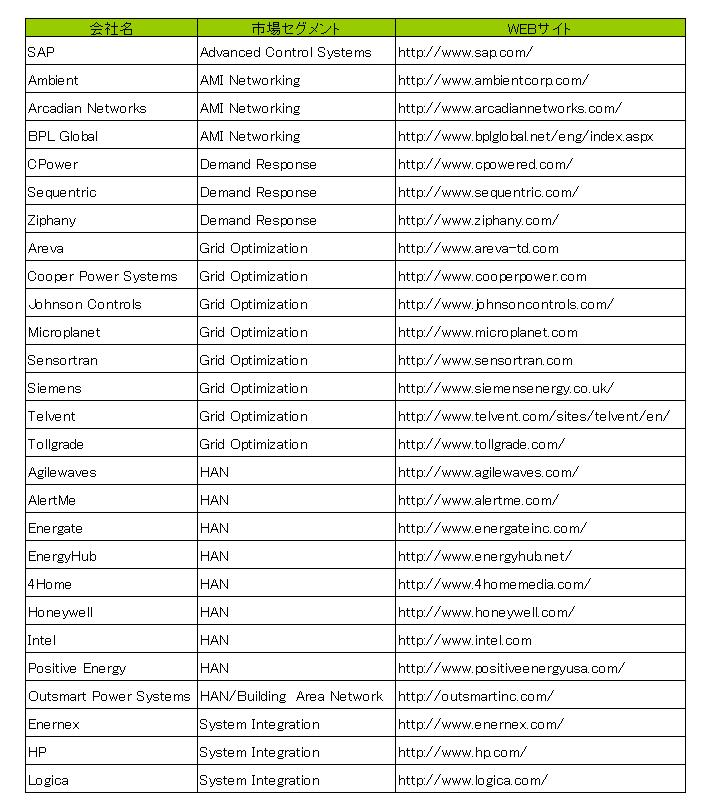 会社名 市場セグメント WEBサイト
SAP Advanced Control Systems http://www.sap.com/
Ambient AMI Networking http://www.ambientcorp.com/
Arcadian Networks AMI Networking http://www.arcadiannetworks.com/
BPL Global AMI Networking http://www.bplglobal.net/eng/index.aspx
CPower Demand Response http://www.cpowered.com/
Sequentric Demand Response http://www.sequentric.com/
Ziphany Demand Response http://www.ziphany.com/
Areva Grid Optimization http://www.areva-td.com
Cooper Power Systems Grid Optimization http://www.cooperpower.com
Johnson Controls Grid Optimization http://www.johnsoncontrols.com/
Microplanet Grid Optimization http://www.microplanet.com
Sensortran Grid Optimization http://www.sensortran.com
Siemens Grid Optimization http://www.siemensenergy.co.uk/
Telvent Grid Optimization http://www.telvent.com/sites/telvent/en/
Tollgrade Grid Optimization http://www.tollgrade.com/
Agilewaves HAN http://www.agilewaves.com/
AlertMe HAN http://www.alertme.com/
Energate HAN http://www.energateinc.com/
EnergyHub HAN http://www.energyhub.net/
4Home HAN http://www.4homemedia.com/
Honeywell HAN http://www.honeywell.com/
Intel HAN http://www.intel.com
Positive Energy HAN http://www.positiveenergyusa.com/
Outsmart Power Systems HAN/Building Area Network http://outsmartinc.com/
Enernex System Integration http://www.enernex.com/
HP System Integration http://www.hp.com/
Logica System Integration http://www.logica.com/